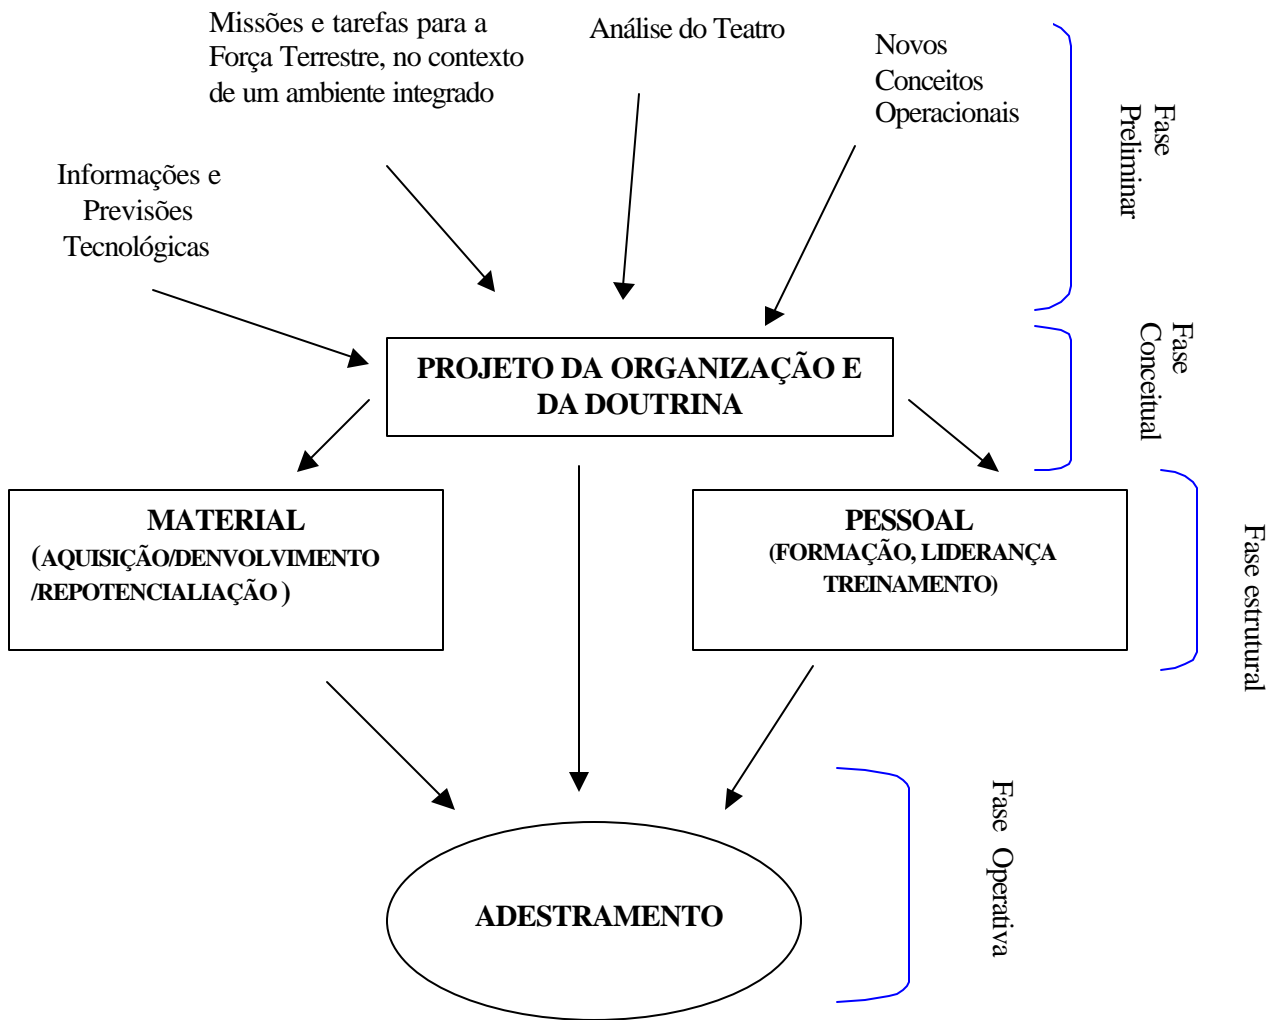 Missões e tarefas para a
Força Terrestre, no contexto
de um ambiente integrado
Análise do Teatro
Novos
Conceitos
Operacionais
Fase
Preliminar
Informações e
Previsões
Tecnológicas
Fase
Conceitual
PROJETO DA ORGANIZAÇÃO E
DA DOUTRINA
MATERIAL
(AQUISIÇÃO/DENVOLVIMENTO
/REPOTENCIALIAÇÃO )
PESSOAL
(FORMAÇÃO, LIDERANÇA
TREINAMENTO)
Fase estrutural
ADESTRAMENTO
Fase Operativa